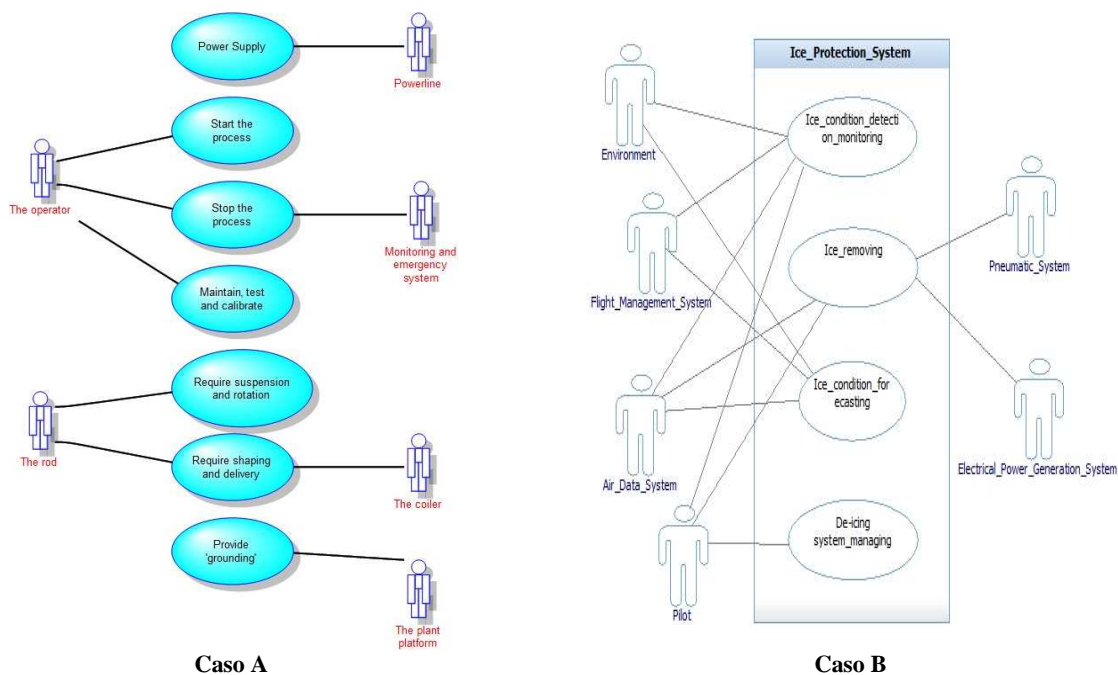 Power Supply
Powerline
Start the
process
The operator
Stop the
process
Monitoring and
emergency
system
Maintain, test
and calibrate
Require suspension
and rotation
The rod
Require shaping
and delivery
The coiler
Provide
'grounding'
The plant
platform
Caso A
Ice_Protection_System
Environment
Ice_condition_detecti
on_monitoring
Flight_Management_System
Ice_removing
Pneumatic_System
Air_Data_System
Ice_condition_for
ecasting
Electrical_Power_Generation_System
Pilot
De-icing
system_managing
Caso B